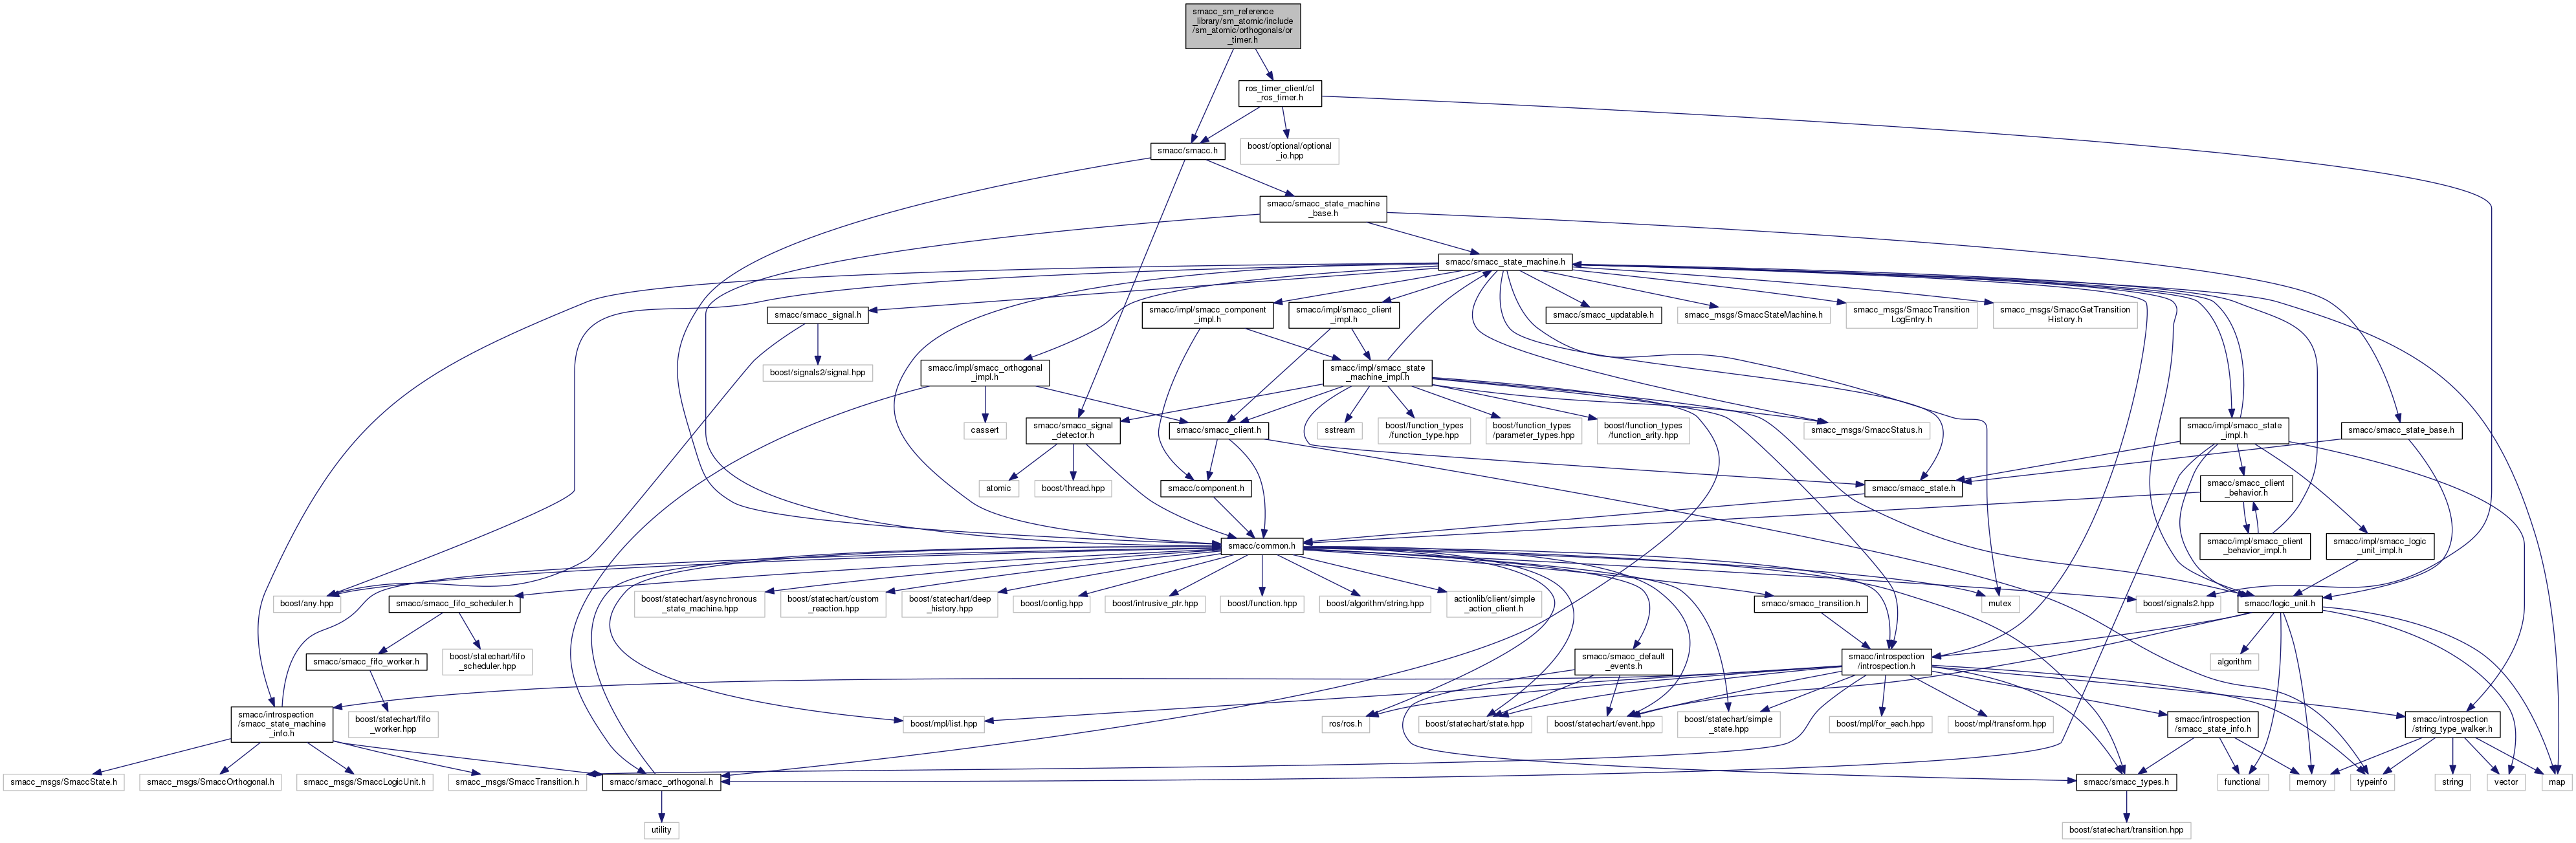 smacc_sm_reference
_library/sm_atomic/include
/sm_atomic/orthogonals/or
_timer.h
ros_timer_client/cl
_ros_timer.h
smacc/smacc.h
boost/optional/optional
_io.hpp
smacc/smacc_state_machine
_base.h
smacc/smacc_state_machine.h
smacc/smacc_signal.h
smacc/impl/smacc_component
_impl.h
smacc/impl/smacc_client
_impl.h
smacc/smacc_updatable.h
smacc_msgs/SmaccStateMachine.h
smacc_msgs/SmaccTransition
LogEntry.h
smacc_msgs/SmaccGetTransition
History.h
boost/signals2/signal.hpp
smacc/impl/smacc_orthogonal
_impl.h
smacc/impl/smacc_state
_machine_impl.h
cassert
smacc/smacc_signal
_detector.h
smacc/smacc_client.h
sstream
boost/function_types
/function_type.hpp
boost/function_types
/parameter_types.hpp
boost/function_types
/function_arity.hpp
smacc_msgs/SmaccStatus.h
smacc/impl/smacc_state
_impl.h
smacc/smacc_state_base.h
atomic
boost/thread.hpp
smacc/component.h
smacc/smacc_state.h
smacc/smacc_client
_behavior.h
smacc/common.h
smacc/impl/smacc_client
_behavior_impl.h
smacc/impl/smacc_logic
_unit_impl.h
boost/any.hpp
smacc/smacc_fifo_scheduler.h
boost/statechart/asynchronous
_state_machine.hpp
boost/statechart/custom
_reaction.hpp
boost/statechart/deep
_history.hpp
boost/config.hpp
boost/intrusive_ptr.hpp
boost/function.hpp
boost/algorithm/string.hpp
actionlib/client/simple
_action_client.h
smacc/smacc_transition.h
mutex
boost/signals2.hpp
smacc/logic_unit.h
smacc/smacc_fifo_worker.h
boost/statechart/fifo
_scheduler.hpp
smacc/smacc_default
_events.h
smacc/introspection
/introspection.h
algorithm
smacc/introspection
/smacc_state_machine
_info.h
boost/statechart/fifo
_worker.hpp
boost/mpl/list.hpp
ros/ros.h
boost/statechart/state.hpp
boost/statechart/event.hpp
boost/statechart/simple
_state.hpp
boost/mpl/for_each.hpp
boost/mpl/transform.hpp
smacc/introspection
/smacc_state_info.h
smacc/introspection
/string_type_walker.h
smacc_msgs/SmaccState.h
smacc_msgs/SmaccOrthogonal.h
smacc_msgs/SmaccLogicUnit.h
smacc_msgs/SmaccTransition.h
smacc/smacc_orthogonal.h
smacc/smacc_types.h
functional
memory
typeinfo
string
vector
map
utility
boost/statechart/transition.hpp